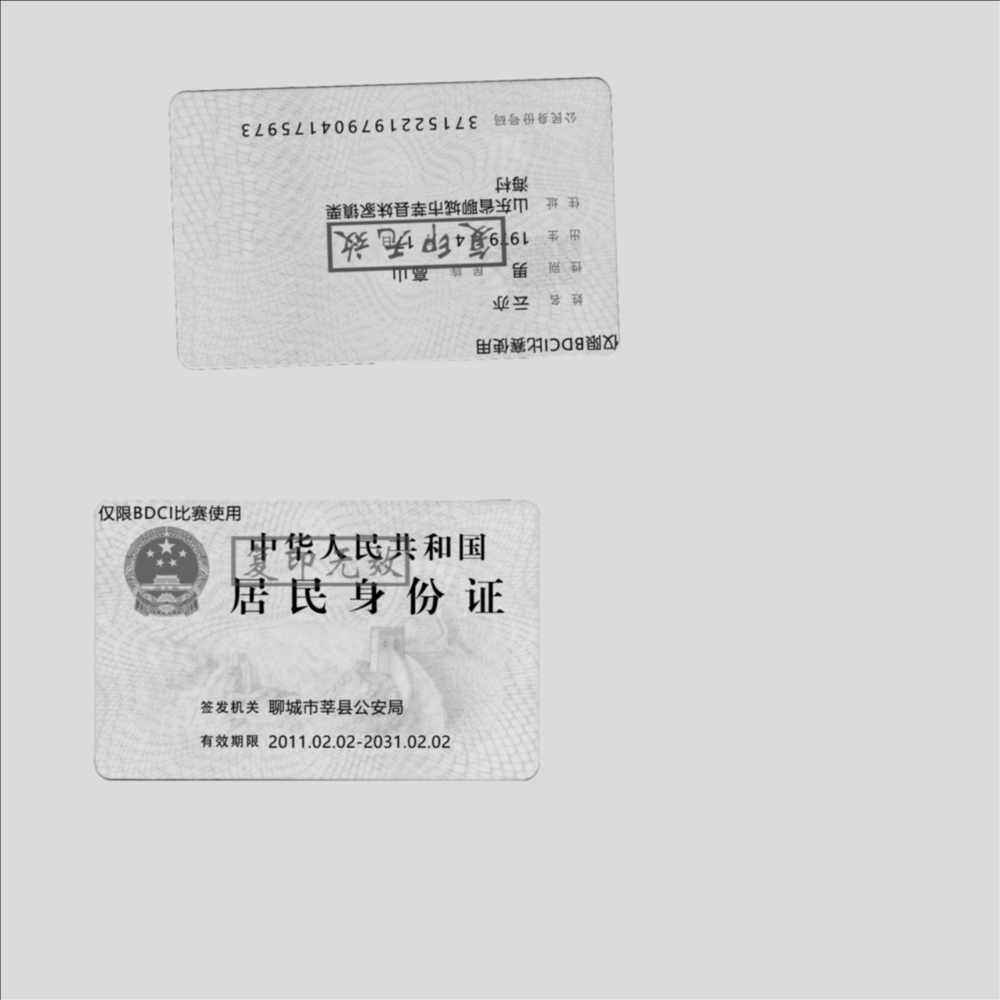 仅限BDCI比赛使用
姓名 云亦
性别 男 民族 高山
出生 1979 4 17日
复印无效
住址 山东省聊城市莘县妹冢镇栗
海村
公民身份号码 371522197904175973
仅限BDCI比赛使用
中华人民共和国
复印无效
居民身份证
签发机关 聊城市莘县公安局
有效期限 2011.02.02-2031.02.02